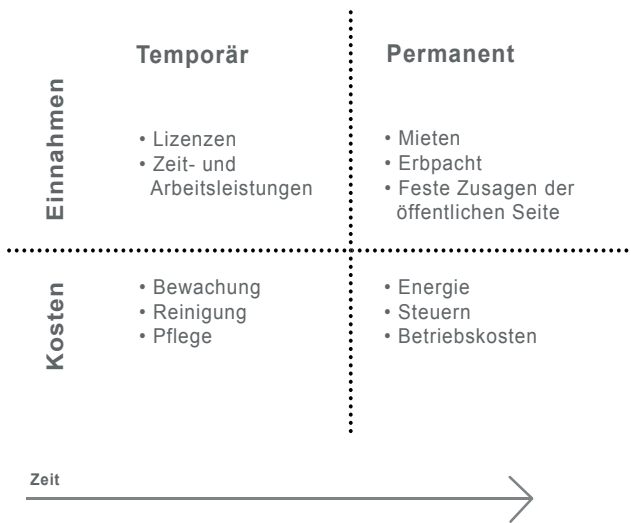 Temporär
Permanent
Einnahmen
• Lizenzen
• Zeit- und
Arbeitsleistungen
• Mieten
• Erbpacht
• Feste Zusagen der
öffentlichen Seite
Kosten
• Bewachung
• Reinigung
• Pflege
• Energie
• Steuern
• Betriebskosten
Zeit